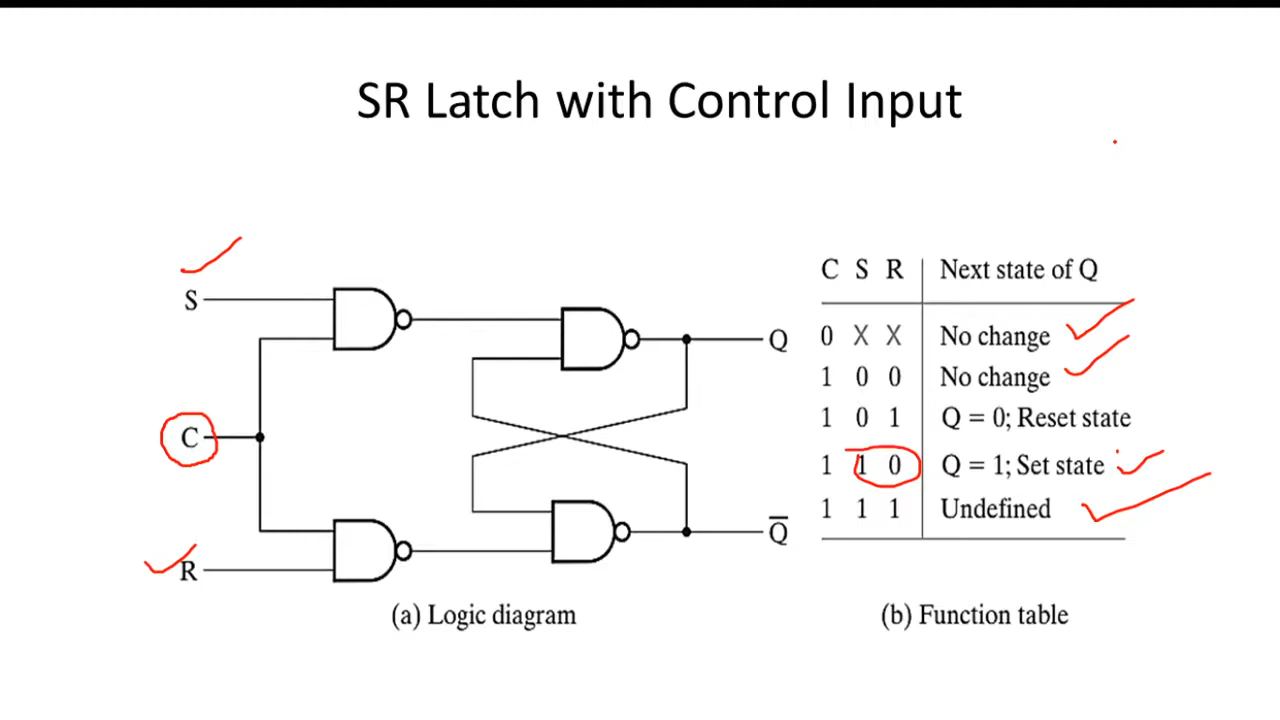 SR Latch with Control Input
S
C
R
Q
Q̅
(a) Logic diagram
C S R Next state of Q
0 X X No change
1 0 0 No change
1 0 1 Q = 0; Reset state
1 1 0 Q = 1; Set state
1 1 1 Undefined
(b) Function table